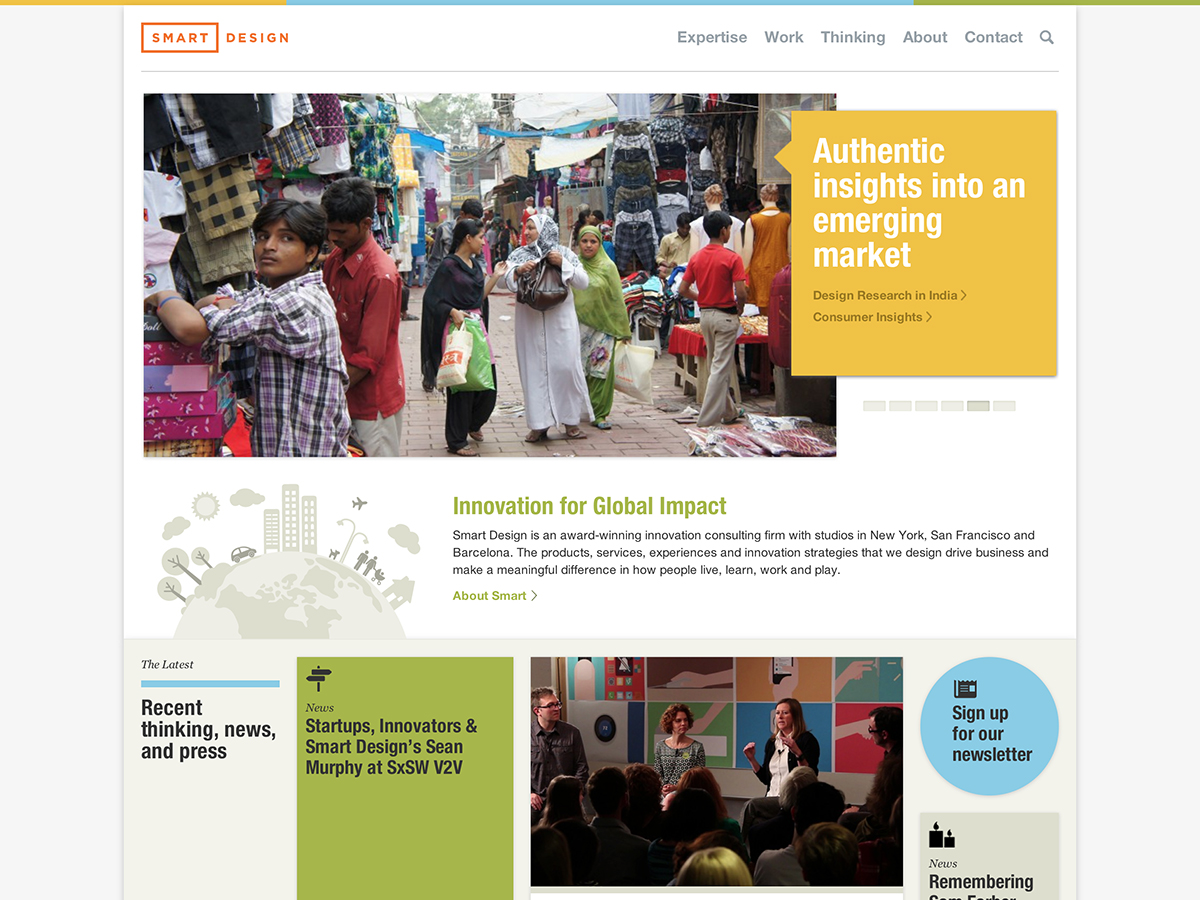 SMART DESIGN
Expertise Work Thinking About Contact
Authentic
insights into an
emerging
market
Design Research in India
Consumer Insights
Innovation for Global Impact
Smart Design is an award-winning innovation consulting firm with studios in New York, San Francisco and
Barcelona. The products, services, experiences and innovation strategies that we design drive business and
make a meaningful difference in how people live, learn, work and play.
About Smart
The Latest
Recent
thinking, news,
and press
News
Startups, Innovators &
Smart Design’s Sean
Murphy at SxSW V2V
Sign up
for our
newsletter
News
Remembering